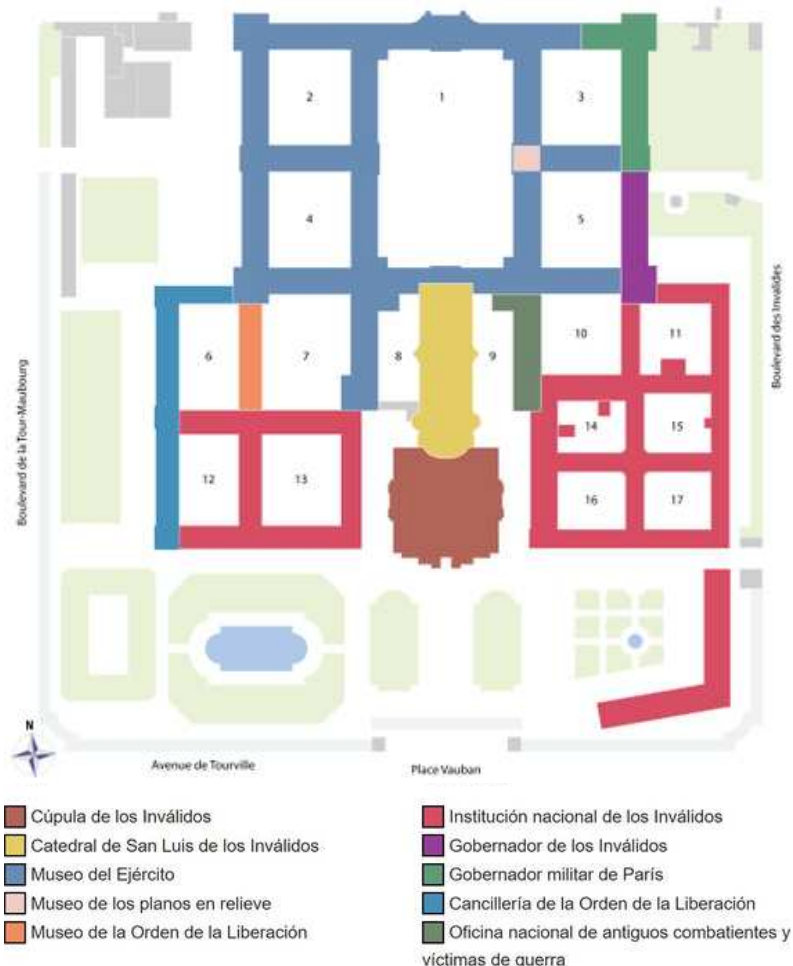 2
1
3
4
5
6
7
8
9
10
11
12
13
14
15
16
17
Boulevard de la Tour-Maubourg
Boulevard des Invalides
N
Avenue de Tourville
Place Vauban
Cúpula de los Inválidos
Catedral de San Luis de los Inválidos
Museo del Ejército
Museo de los planos en relieve
Museo de la Orden de la Liberación
Institución nacional de los Inválidos
Gobernador de los Inválidos
Gobernador militar de París
Cancillería de la Orden de la Liberación
Oficina nacional de antiguos combatientes y
víctimas de guerra